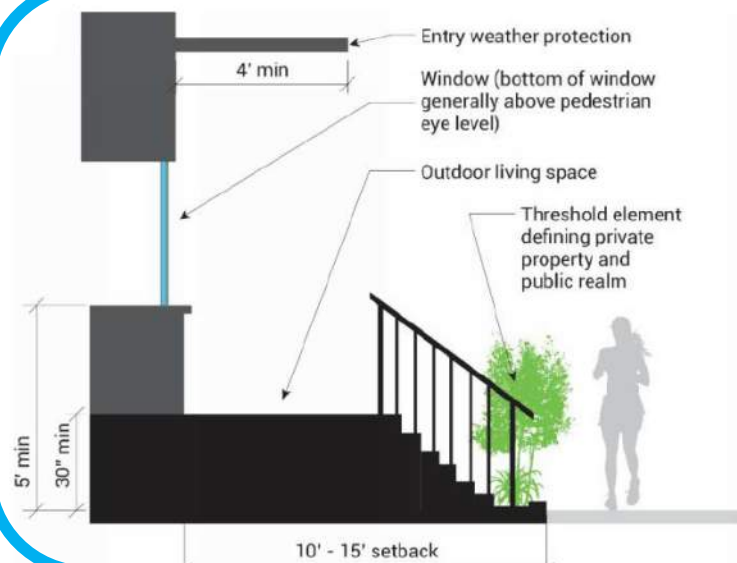 Entry weather protection
4' min
Window (bottom of window
generally above pedestrian
eye level)
Outdoor living space
Threshold element
defining private
property and
public realm
5' min
30" min
10' - 15' setback